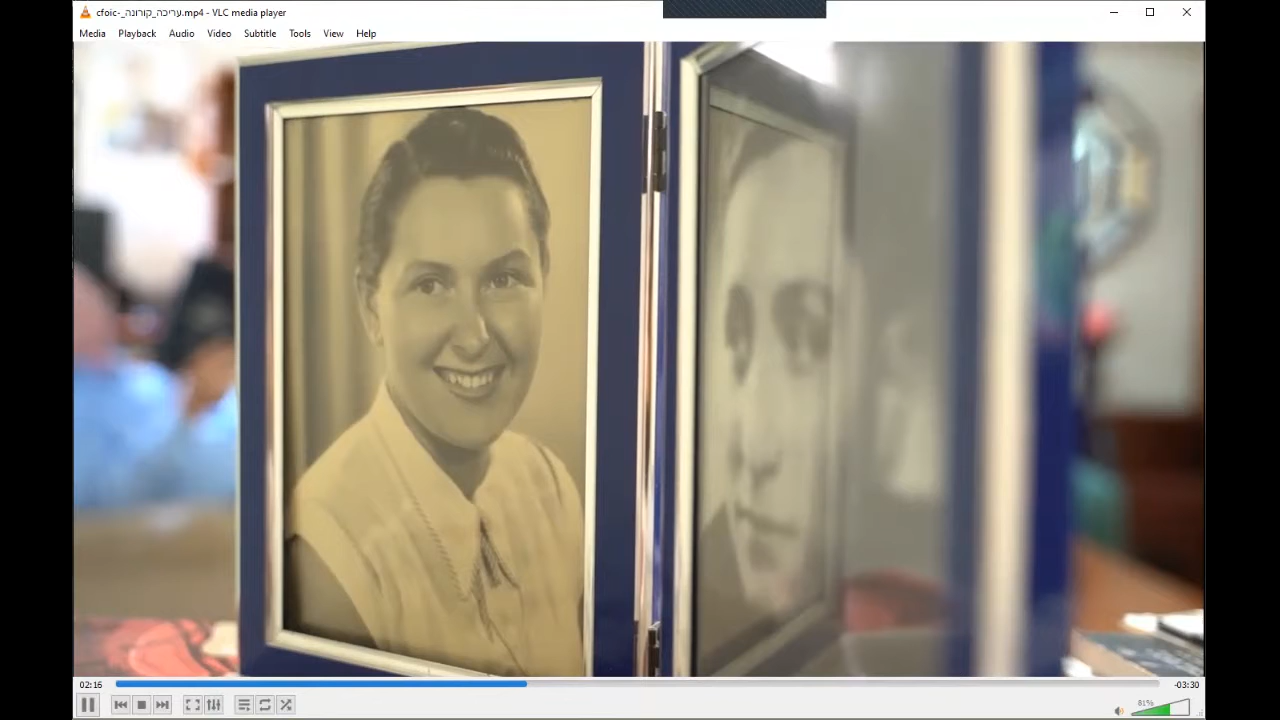 cfoic-_עריכה_קורונה.mp4 - VLC media player
Media Playback Audio Video Subtitle Tools View Help
02:16
-03:30
81%